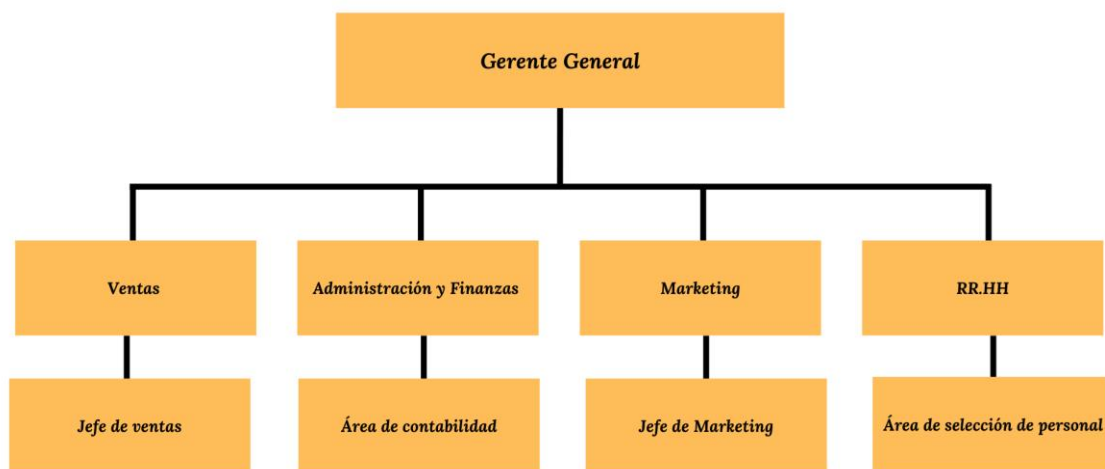 Gerente General
Ventas
Administración y Finanzas
Marketing
RR.HH
Jefe de ventas
Área de contabilidad
Jefe de Marketing
Área de selección de personal